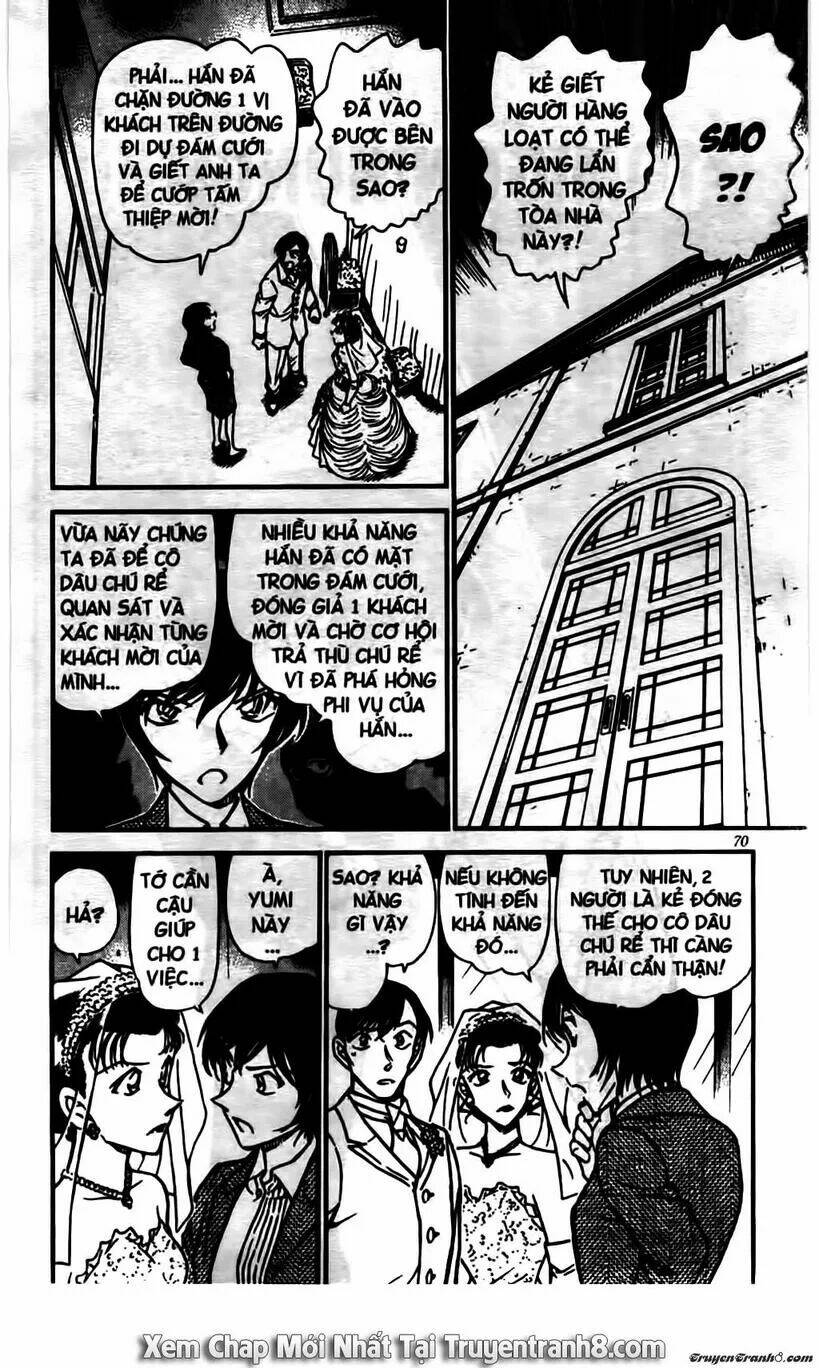 SAO
?!
KẺ GIẾT
NGƯỜI HÀNG
LOẠT CÓ THỂ
ĐANG LẨN
TRỐN TRONG
TÒA NHÀ
NÀY?!
HẮN
ĐÃ VÀO
ĐƯỢC BÊN
TRONG
SAO?
PHẢI... HẮN ĐÃ
CHẶN ĐƯỜNG 1 VỊ
KHÁCH TRÊN ĐƯỜNG
ĐI DỰ ĐÁM CƯỚI
VÀ GIẾT ANH TA
ĐỂ CƯỚP TẤM
THIỆP MỜI!
NHIỀU KHẢ NĂNG
HẮN ĐÃ CÓ MẶT
TRONG ĐÁM CƯỚI,
ĐÓNG GIẢ 1 KHÁCH
MỜI VÀ CHỜ CƠ HỘI
TRẢ THÙ CHÚ RỂ
VÌ ĐÃ PHÁ HỎNG
PHI VỤ CỦA
HẮN...
VỪA NÃY CHÚNG
TA ĐÃ ĐỂ CÔ
DÂU CHÚ RỂ
QUAN SÁT VÀ
XÁC NHẬN TỪNG
KHÁCH MỜI CỦA
MÌNH...
70
TUY NHIÊN, 2
NGƯỜI LÀ KẺ ĐÓNG
THẾ CHO CÔ DÂU
CHÚ RỂ THÌ CÀNG
PHẢI CẨN THẬN!
NẾU KHÔNG
TÍNH ĐẾN
KHẢ NĂNG
ĐÓ...
SAO? KHẢ
NĂNG
GÌ VẬY
...?
À,
YUMI
NÀY
...
TỚ CẦN
CẬU
GIÚP
CHO 1
VIỆC...
HẢ?
Xem Chap Mới Nhất Tại Truyentranh8.com
TruyenTranh8.com